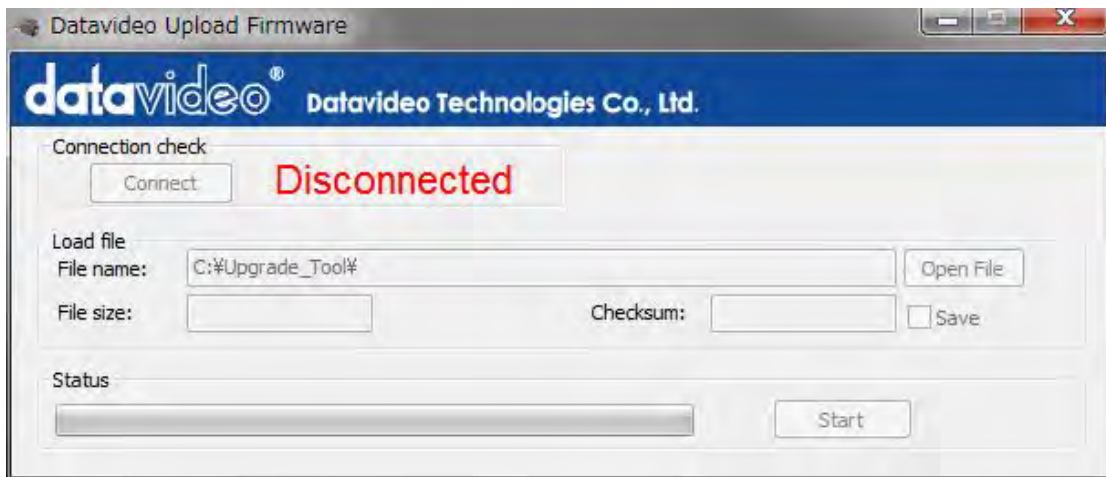 Datavideo Upload Firmware
datavideo® Datavideo Technologies Co., Ltd.
Connection check
Connect Disconnected
Load file
File name: C:¥Upgrade_Tool¥ Open File
File size: Checksum: Save
Status
Start